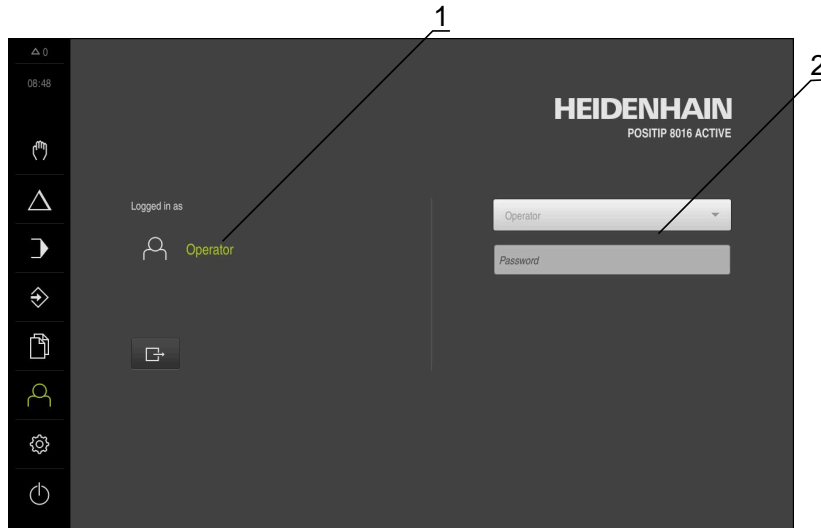 1
2
0
08:48
HEIDENHAIN
POSITIP 8016 ACTIVE
Logged in as
Operator
Operator
Password